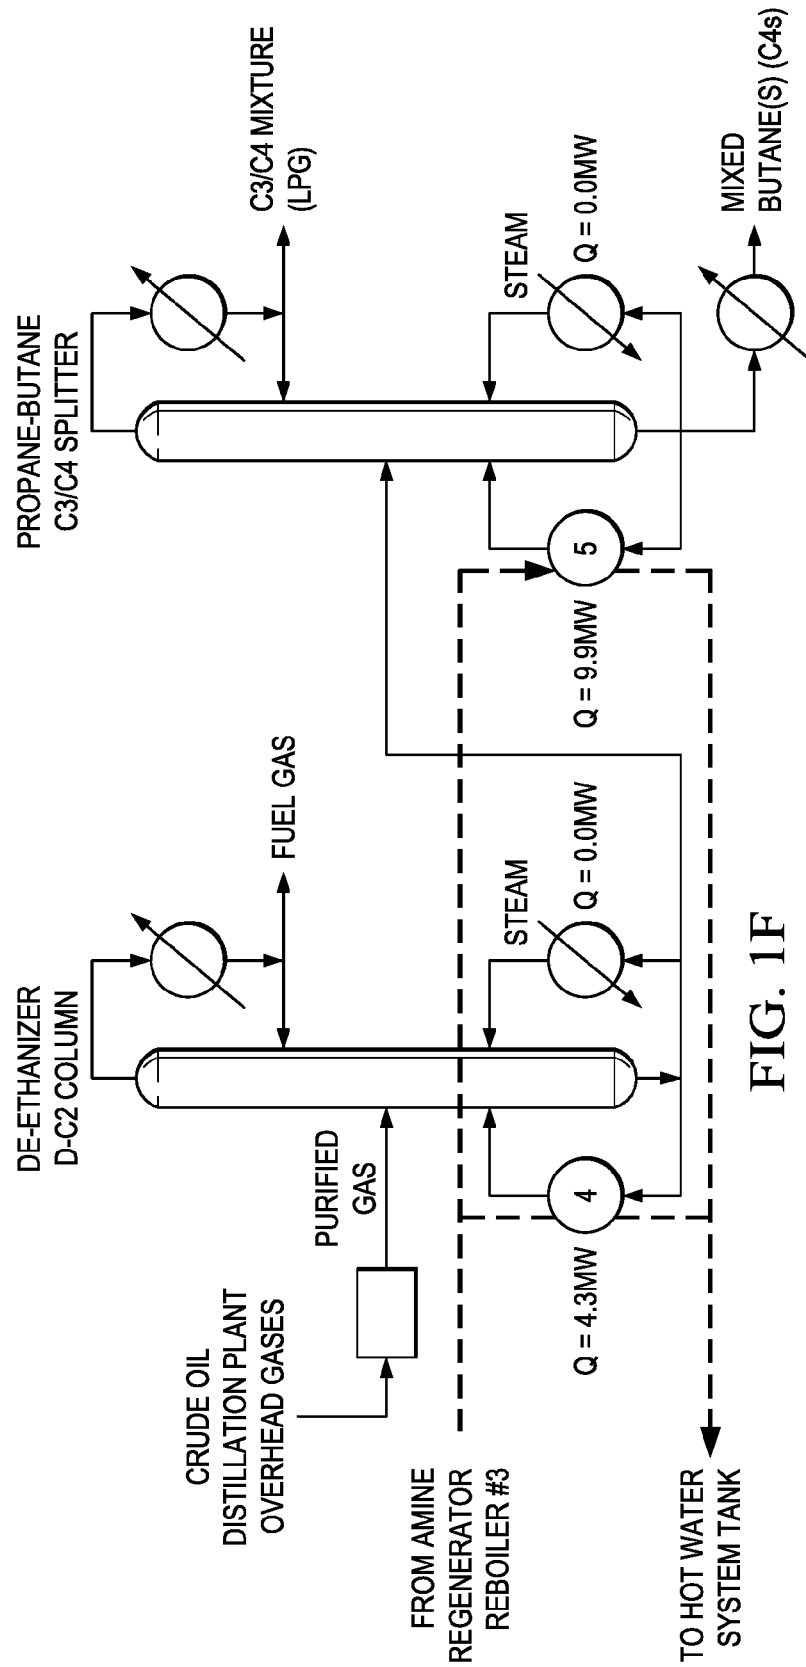 DE-ETHANIZER
D-C2 COLUMN
PROPANE-BUTANE
C3/C4 SPLITTER
FUEL GAS
C3/C4 MIXTURE
(LPG)
CRUDE OIL
DISTILLATION PLANT
OVERHEAD GASES
PURIFIED
GAS
STEAM
Q = 0.0MW
STEAM
Q = 0.0MW
FROM AMINE
REGENERATOR
REBOILER #3
4
Q = 4.3MW
5
Q = 9.9MW
TO HOT WATER
SYSTEM TANK
MIXED
BUTANE(S) (C4s)
FIG. 1F